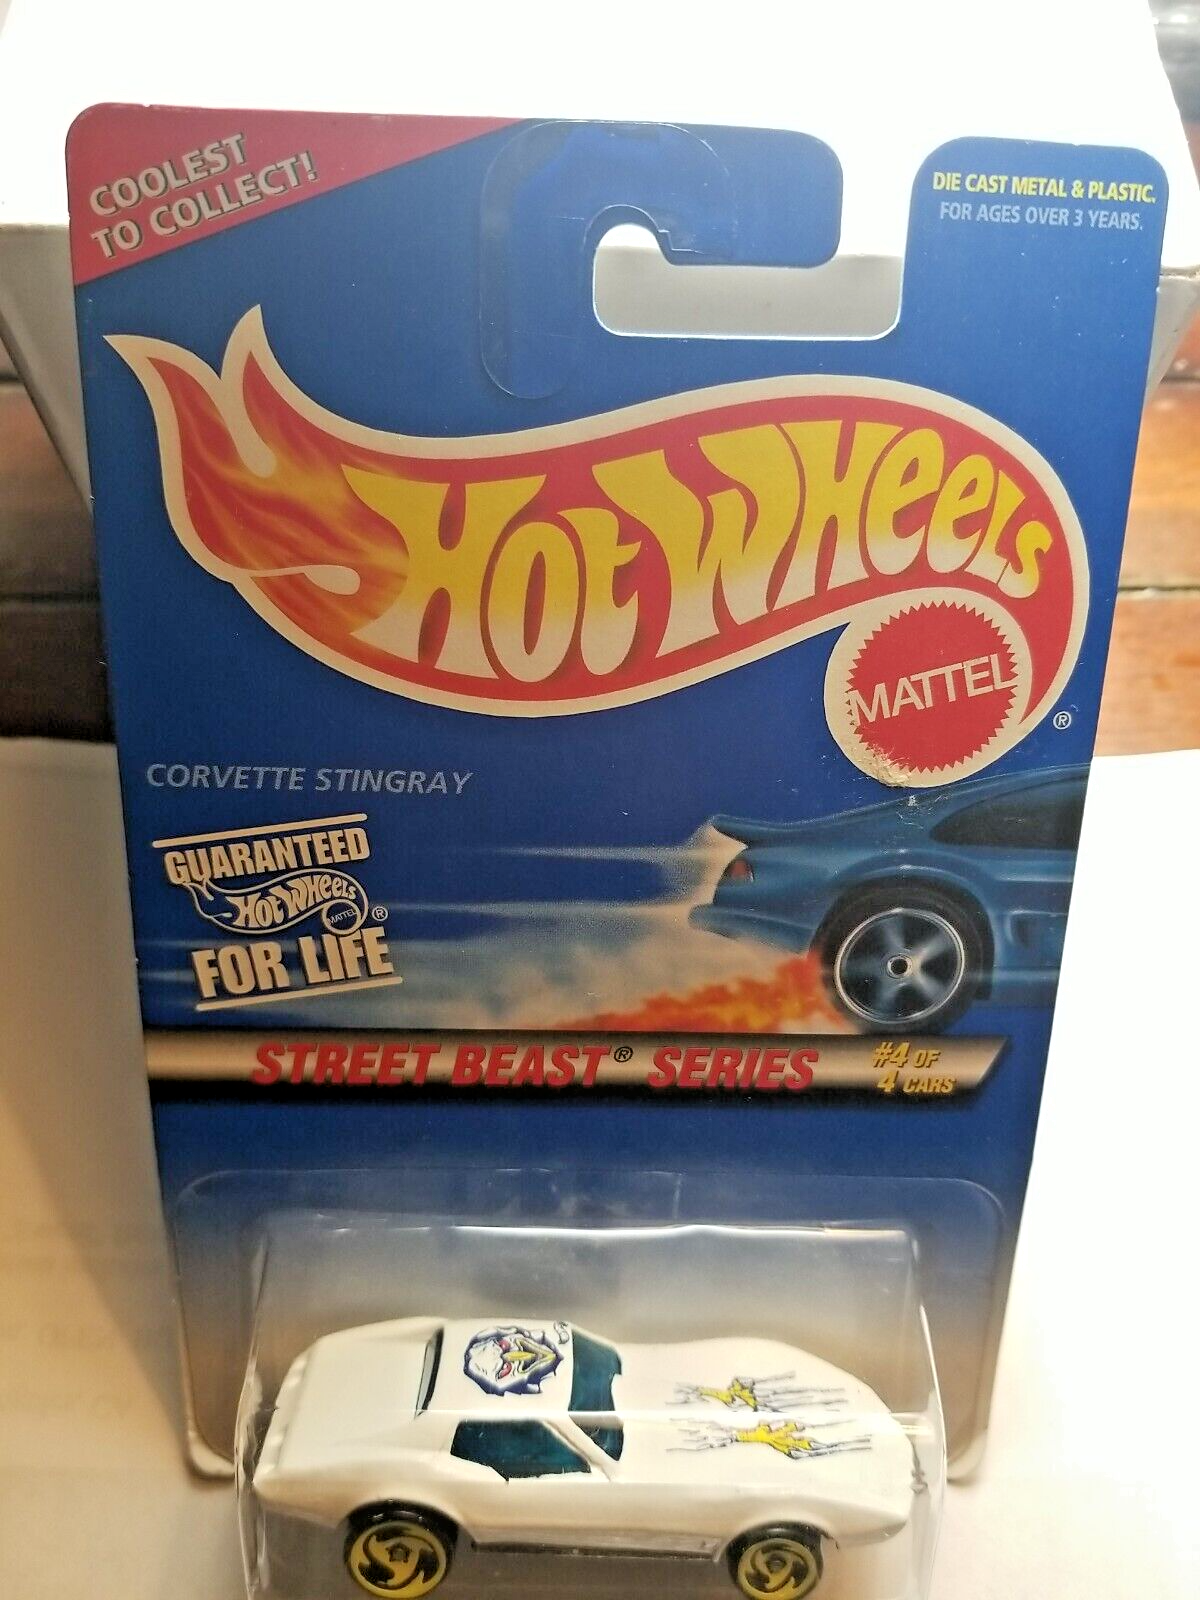 COOLEST
TO COLLECT!
DIE CAST METAL & PLASTIC.
FOR AGES OVER 3 YEARS.
HOT WHEELS
MATTEL
®
CORVETTE STINGRAY
GUARANTEED
HOT WHEELS
MATTEL ®
FOR LIFE
STREET BEAST® SERIES
#4 OF
4 CARS